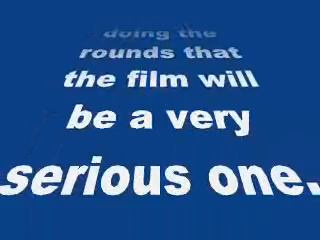 doing the
rounds that
the film will
be a very
serious one.